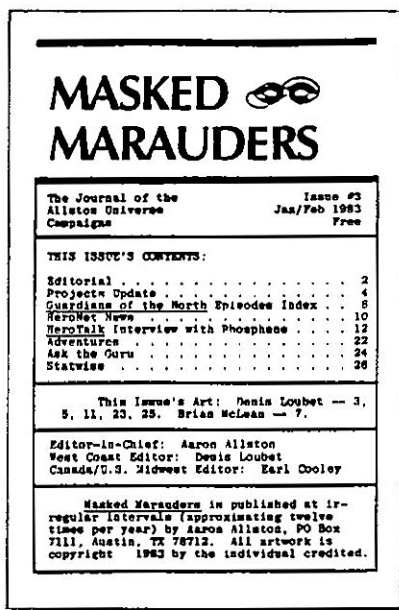 MASKED
MARAUDERS
The Journal of the Issue #3
Allston Universe Jan/Feb 1983
Campaigns Free
THIS ISSUE'S CONTENTS:
Editorial . . . . . . . . . . . . . . . . . 2
Projects Update . . . . . . . . . . . . . . 4
Guardians of the North Episodes Index . . . 6
HeroNet News . . . . . . . . . . . . . . . 10
HeroTalk Interview with Phosphene . . . . . 12
Adventures . . . . . . . . . . . . . . . . 22
Ask the Guru . . . . . . . . . . . . . . . 24
Statwise . . . . . . . . . . . . . . . . . 26
This Issue's Art: Denis Loubet — 3,
5, 11, 23, 25. Brian McLean — 7.
Editor-in-Chief: Aaron Allston
West Coast Editor: Denis Loubet
Canada/U.S. Midwest Editor: Earl Cooley
Masked Marauders is published at ir-
regular intervals (approximating twelve
times per year) by Aaron Allston, PO Box
7111, Austin, TX 78712. All artwork is
copyright 1983 by the individual credited.